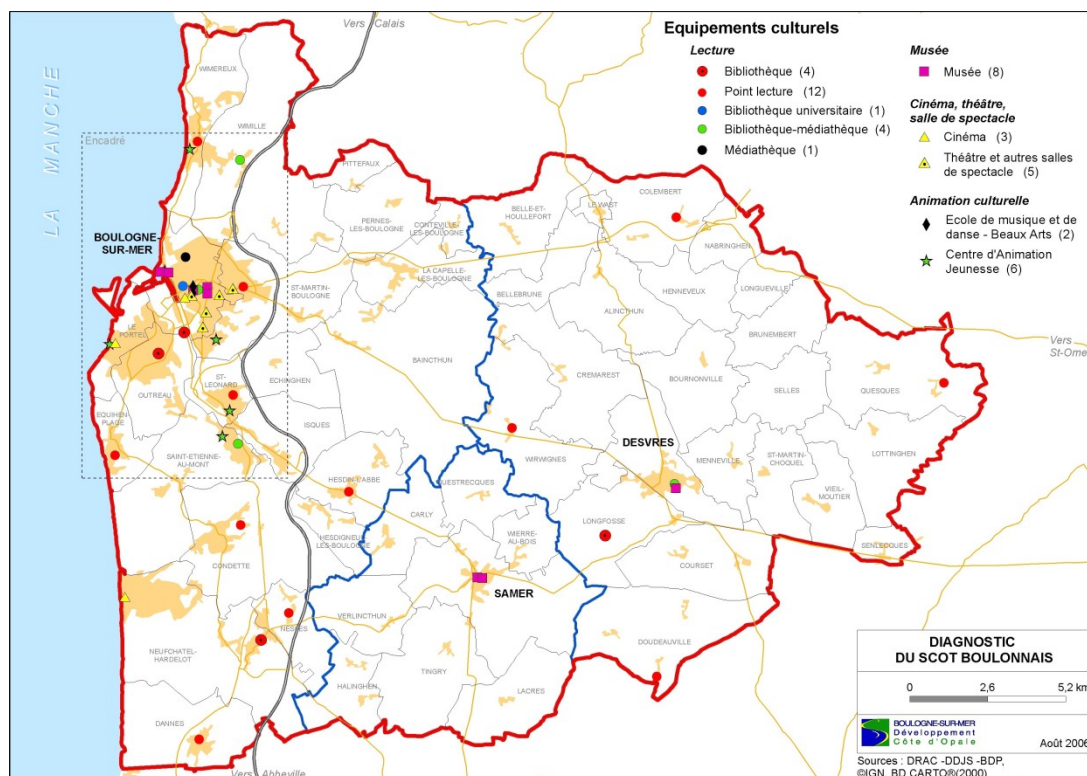 Vers Calais
LA MANCHE
Equipements culturels
Lecture
Bibliothèque (4)
Point lecture (12)
Bibliothèque universitaire (1)
Bibliothèque-médiathèque (4)
Médiathèque (1)
Musée
Musée (8)
Cinéma, théâtre,
salle de spectacle
Cinéma (3)
Théâtre et autres salles
de spectacle (5)
Animation culturelle
Ecole de musique et de
danse - Beaux Arts (2)
Centre d'Animation
Jeunesse (6)
WIMEREUX
WIMILLE
Encadré
PITTEFAUX
PERNES-
LES-BOULOGNE
CONTEVILLE-
LES-BOULOGNE
BELLE-ET-
HOULLEFORT
LE WAST
COLEMBERT
NABRINGHEN
BOULOGNE-
SUR-MER
LA CAPELLE-
LES-BOULOGNE
ST-MARTIN-
BOULOGNE
BELLEBRUNE
HENNEVEUX
LONGUEVILLE
ALINCTHUN
BRUNEMBERT
LE
PORTEL
BAINCTHUN
Vers
St-Ome
ECHINGHEN
CREMAREST
BOURNONVILLE
SELLES
QUESQUES
ST-
LEONARD
OUTREAU
EQUIHEN-
PLAGE
ISQUES
SAINT-ETIENNE-
AU-MONT
DESVRES
WIRWIGNES
MENNEVILLE
ST-MARTIN-
CHOQUEL
LOTTINGHEN
VIEIL-
MOUTIER
HESDIN-L'ABBE
QUESTRECQUES
CARLY
LONGFOSSE
HESDIGNEUL-
LES-BOULOGNE
WIERRE-
AU-BOIS
SENLECQUES
CONDETTE
COURSET
SAMER
NESLES
VERLINCTHUN
DOUDEAUVILLE
NEUFCHATEL-
HARDELOT
TINGRY
HALINGHEN
LACRES
DANNES
Vers Abbeville
DIAGNOSTIC
DU SCOT BOULONNAIS
0 2,6 5,2 km
BOULOGNE-SUR-MER
Développement
Côte d'Opale
Août 2006
Sources : DRAC -DDJS -BDP,
©IGN BD CARTO®(2000)